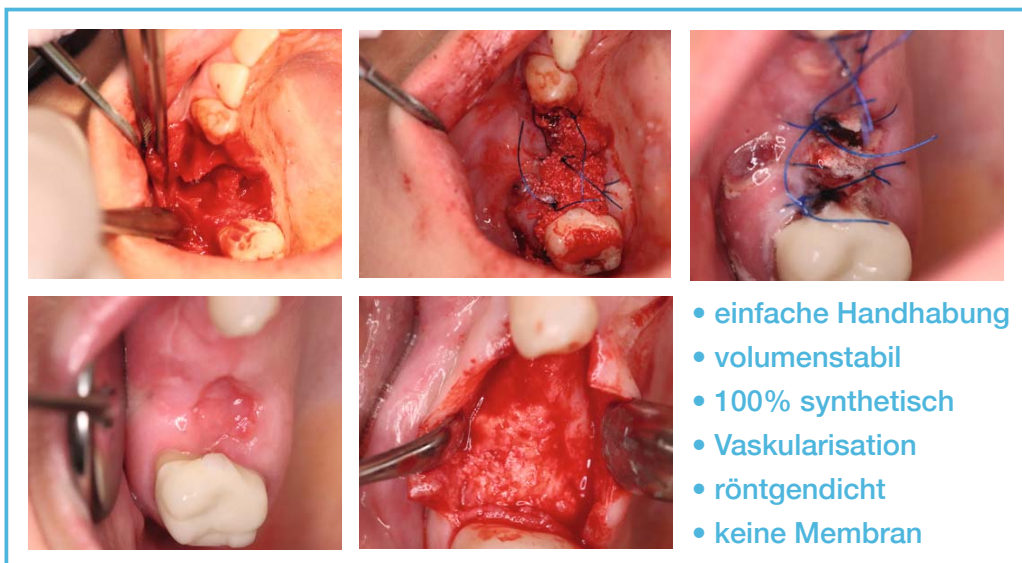 • einfache Handhabung
• volumenstabil
• 100% synthetisch
• Vaskularisation
• röntgendicht
• keine Membran